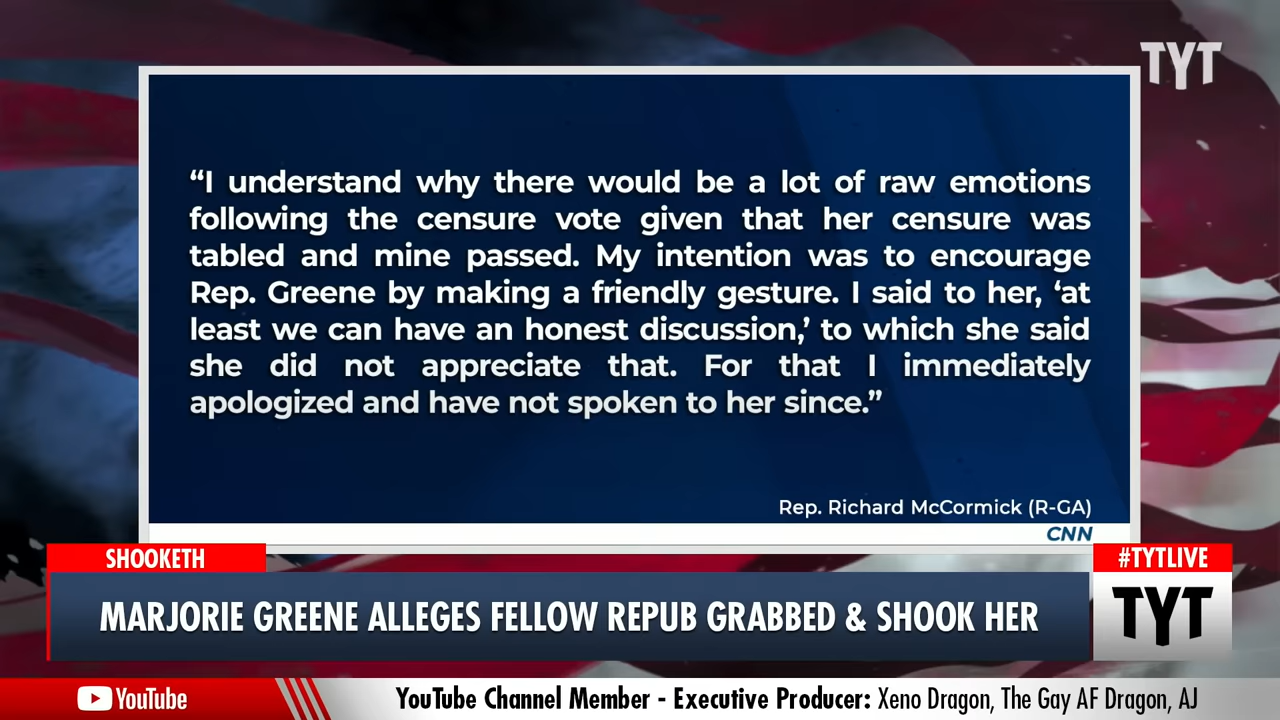 TYT
“I understand why there would be a lot of raw emotions
following the censure vote given that her censure was
tabled and mine passed. My intention was to encourage
Rep. Greene by making a friendly gesture. I said to her, ‘at
least we can have an honest discussion,’ to which she said
she did not appreciate that. For that I immediately
apologized and have not spoken to her since.”
Rep. Richard McCormick (R-GA)
CNN
SHOOKETH
#TYTLIVE
MARJORIE GREENE ALLEGES FELLOW REPUB GRABBED & SHOOK HER
TYT
YouTube
YouTube Channel Member - Executive Producer: Xeno Dragon, The Gay AF Dragon, AJ